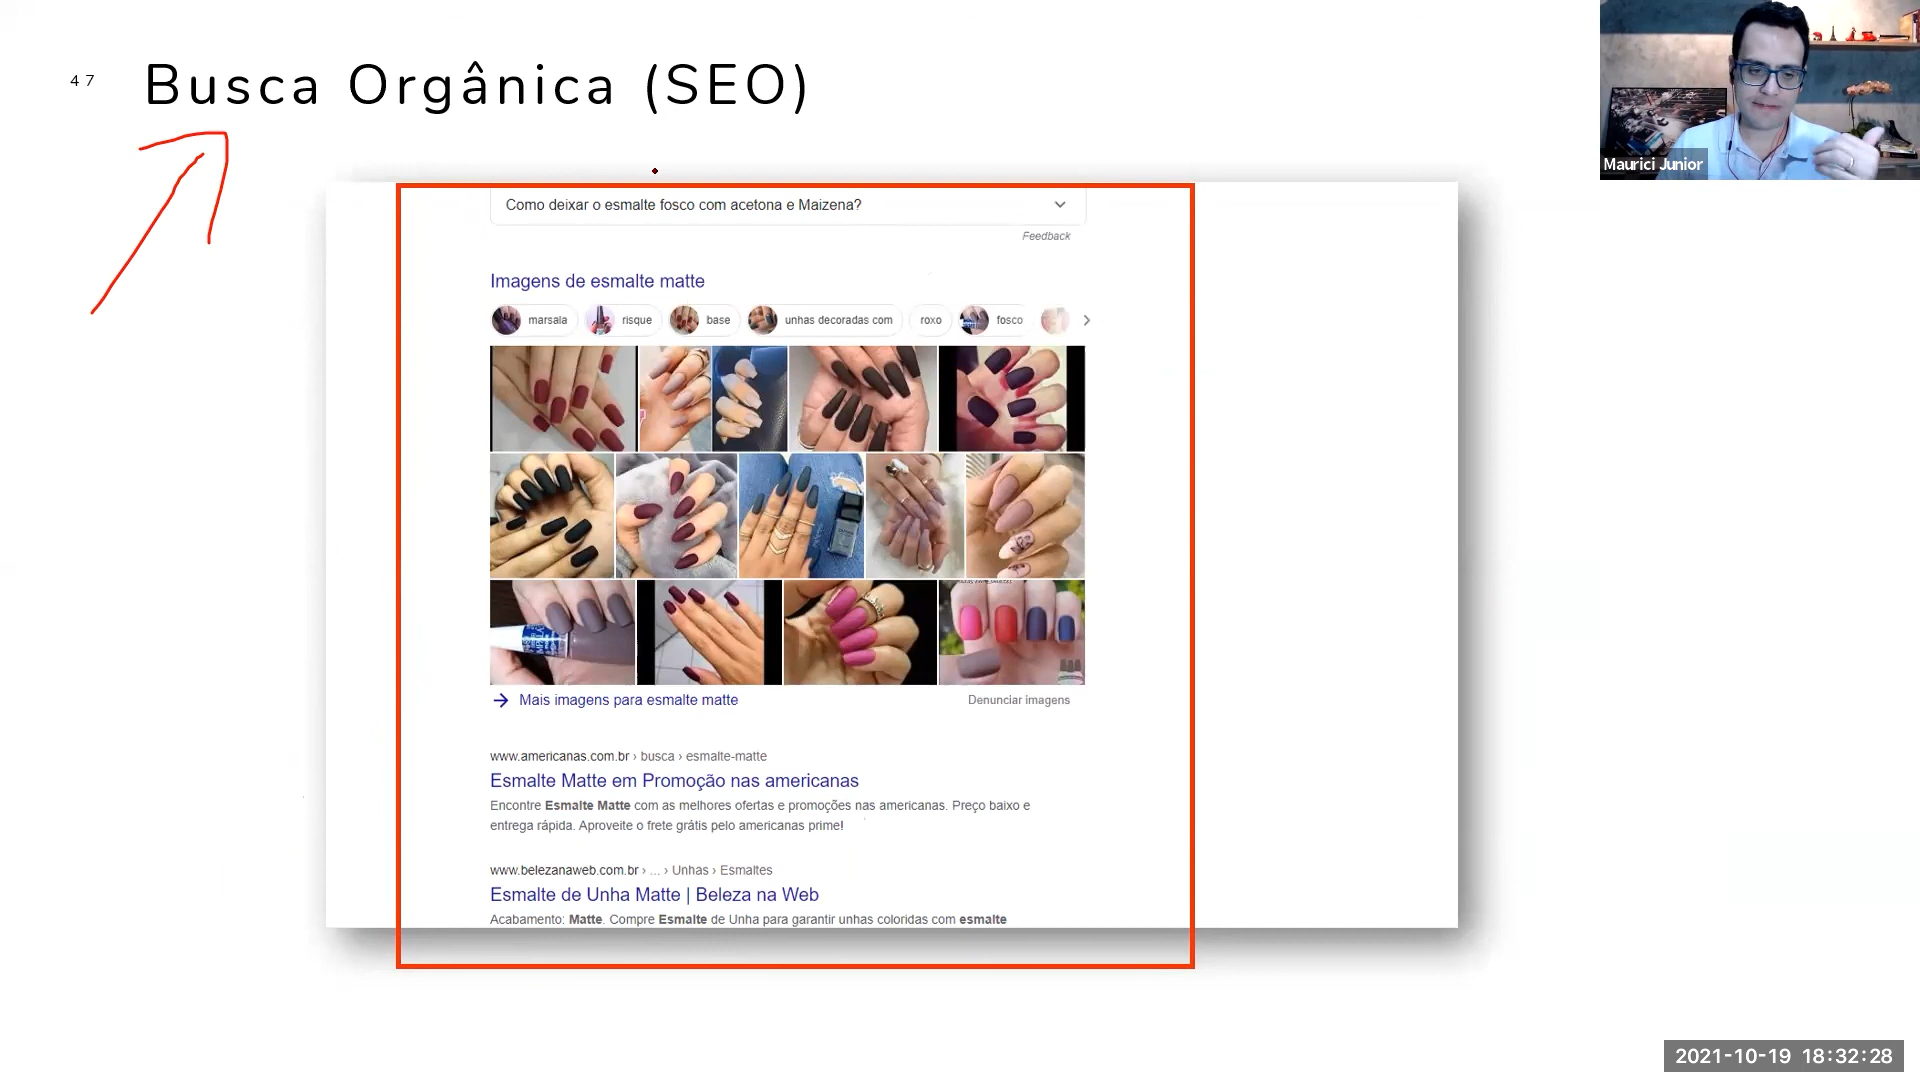 47
Busca Orgânica (SEO)
Maurici Junior
Como deixar o esmalte fosco com acetona e Maizena?
Feedback
Imagens de esmalte matte
marsala risque base unhas decoradas com roxo fosco
Mais imagens para esmalte matte
Denunciar imagens
www.americanas.com.br › busca › esmalte-matte
Esmalte Matte em Promoção nas americanas
Encontre Esmalte Matte com as melhores ofertas e promoções nas americanas. Preço baixo e
entrega rápida. Aproveite o frete grátis pelo americanas prime!
www.belezanaweb.com.br › ... › Unhas › Esmaltes
Esmalte de Unha Matte | Beleza na Web
Acabamento: Matte. Compre Esmalte de Unha para garantir unhas coloridas com esmalte
2021-10-19 18:32:28